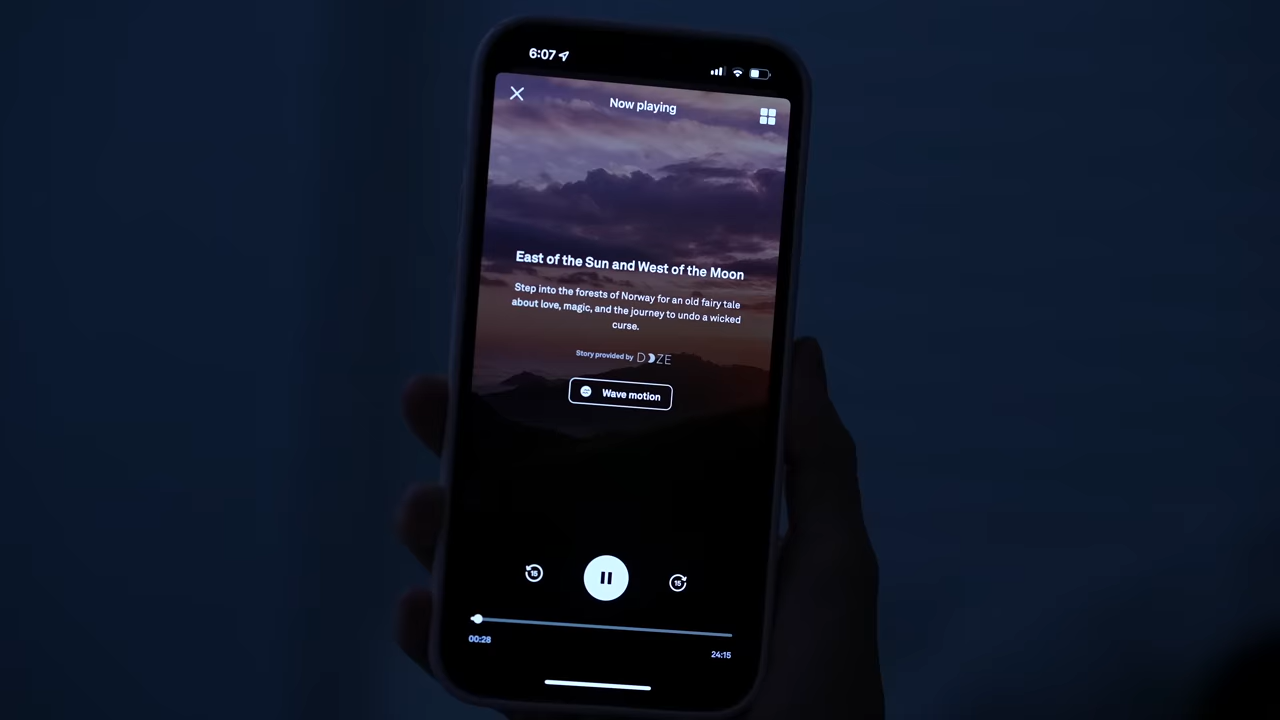 6:07
Now playing
East of the Sun and West of the Moon
Step into the forests of Norway for an old fairy tale
about love, magic, and the journey to undo a wicked
curse.
Story provided by DOZE
Wave motion
15
15
00:28
24:15